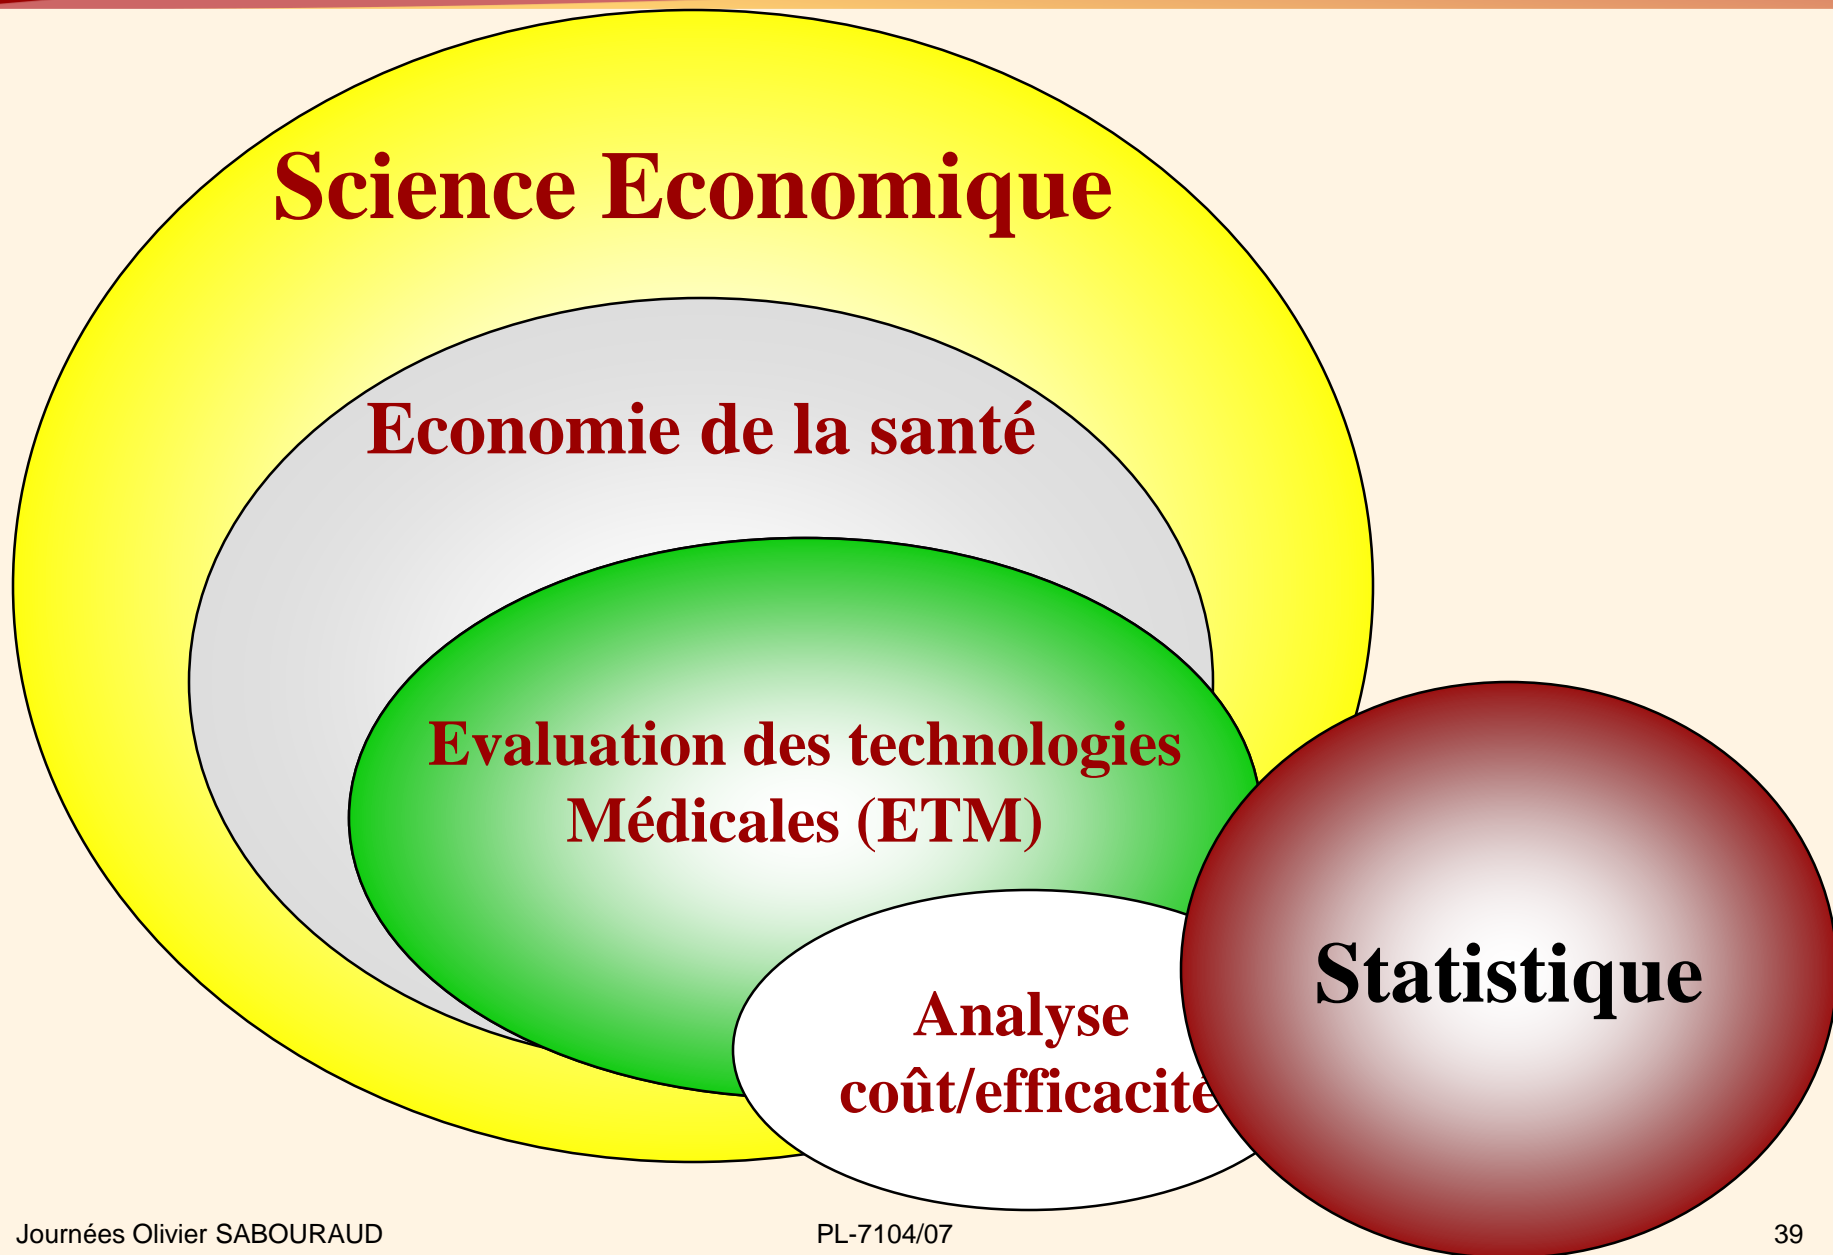 Science Economique
Economie de la santé
Evaluation des technologies
Médicales (ETM)
Analyse
coût/efficacité
Statistique
Journées Olivier SABOURAUD
PL-7104/07
39